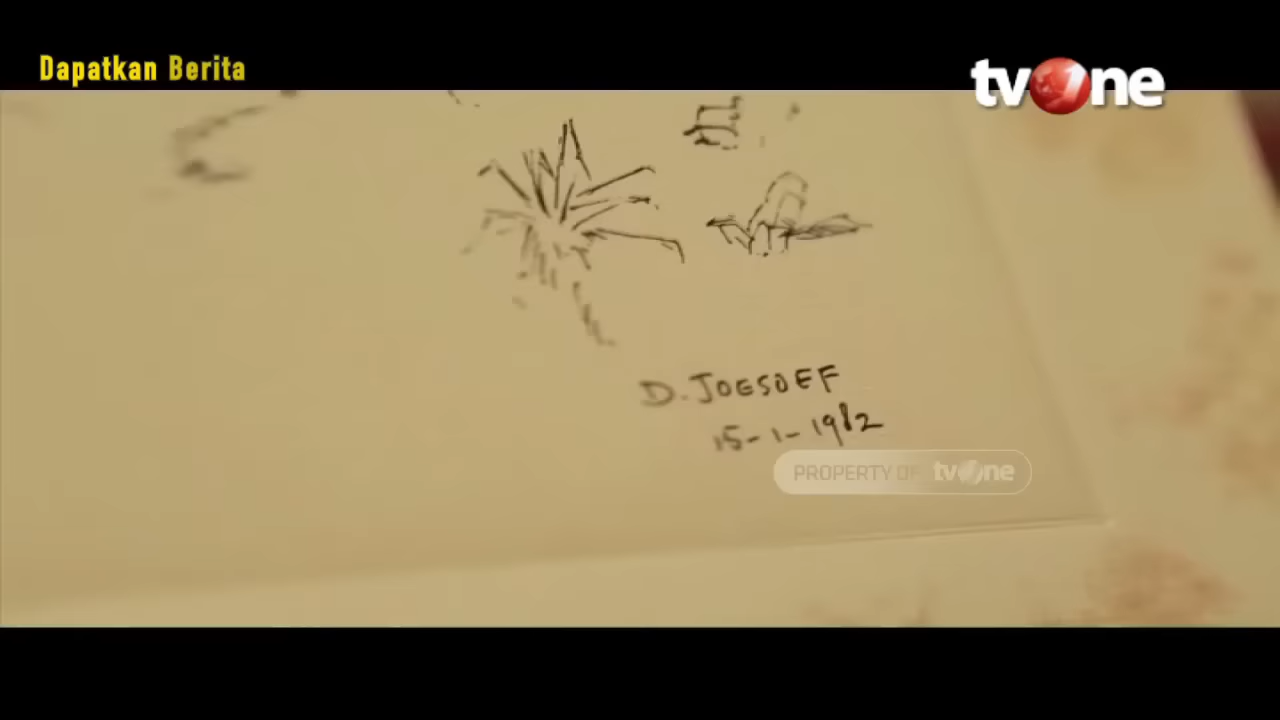 Dapatkan Berita
tvOne
D. JOESOEF
15-1-1982
PROPERTY OF tvOne